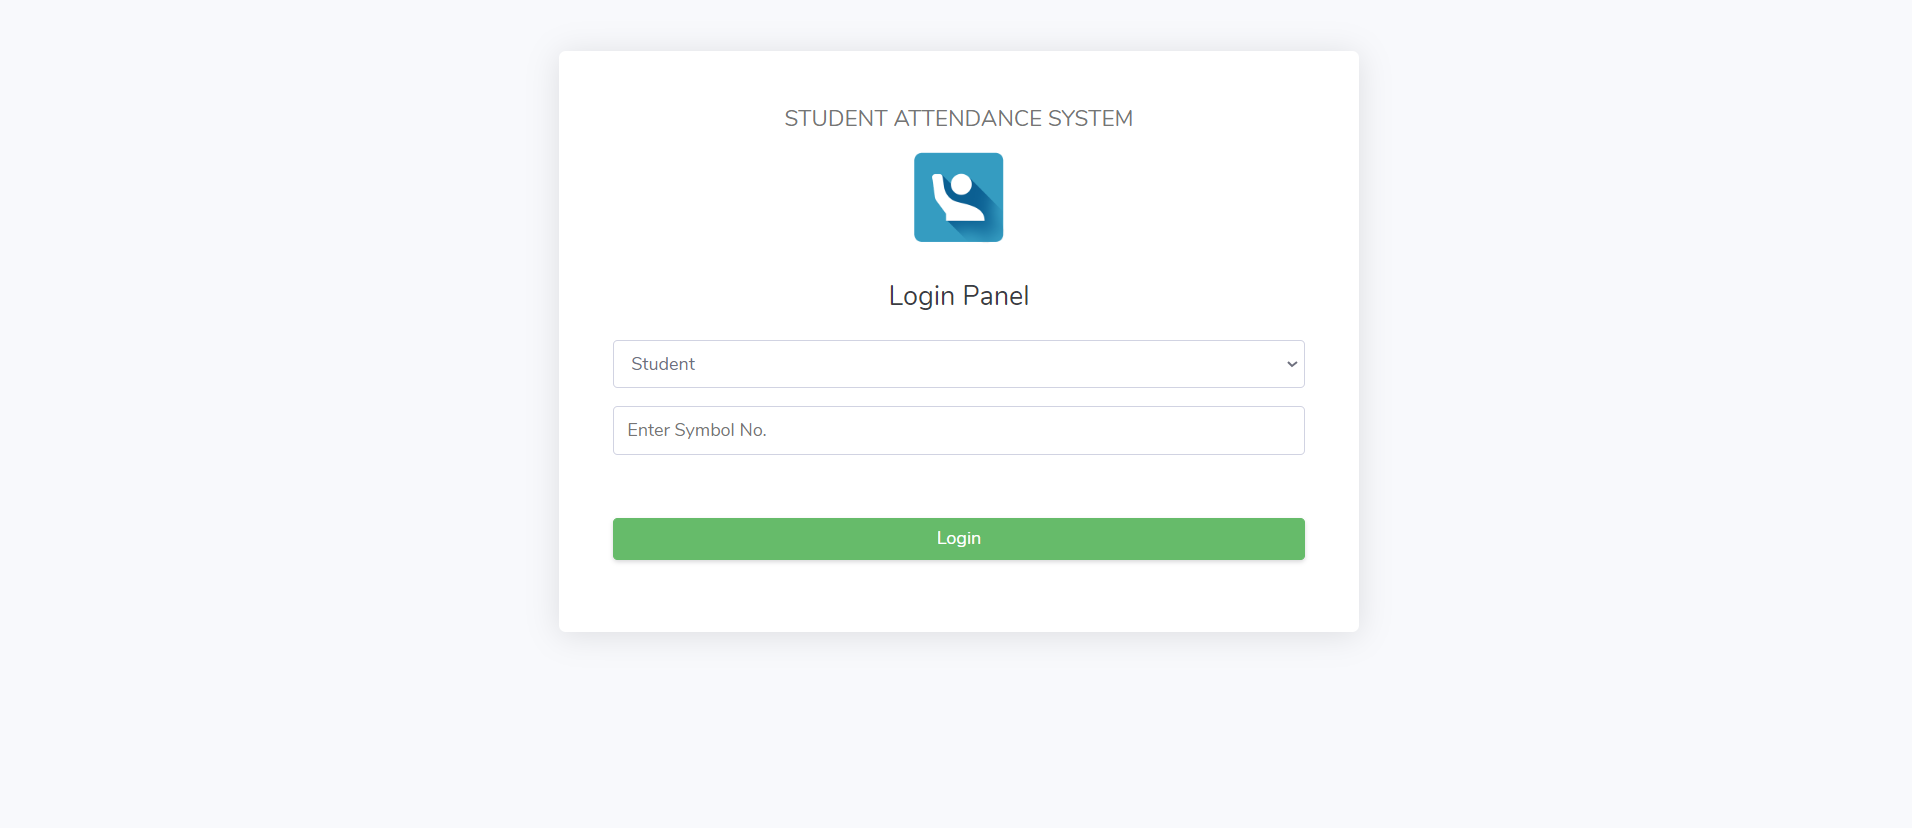 STUDENT ATTENDANCE SYSTEM
Login Panel
Student
Enter Symbol No.
Login